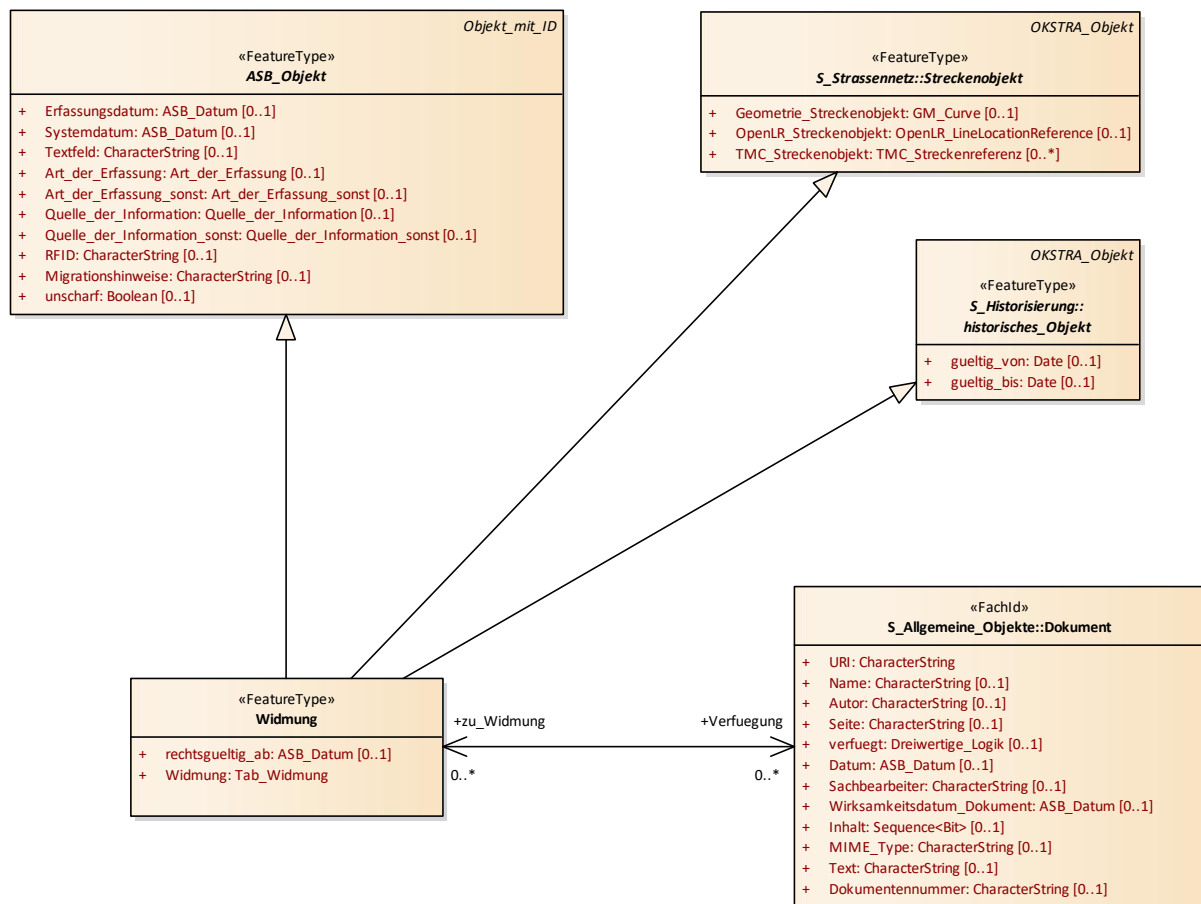 Objekt_mit_ID
«FeatureType»
ASB_Objekt
+ Erfassungsdatum: ASB_Datum [0..1]
+ Systemdatum: ASB_Datum [0..1]
+ Textfeld: CharacterString [0..1]
+ Art_der_Erfassung: Art_der_Erfassung [0..1]
+ Art_der_Erfassung_sonst: Art_der_Erfassung_sonst [0..1]
+ Quelle_der_Information: Quelle_der_Information [0..1]
+ Quelle_der_Information_sonst: Quelle_der_Information_sonst [0..1]
+ RFID: CharacterString [0..1]
+ Migrationshinweise: CharacterString [0..1]
+ unscharf: Boolean [0..1]
OKSTRA_Objekt
«FeatureType»
S_Strassennetz::Streckenobjekt
+ Geometrie_Streckenobjekt: GM_Curve [0..1]
+ OpenLR_Streckenobjekt: OpenLR_LineLocationReference [0..1]
+ TMC_Streckenobjekt: TMC_Streckenreferenz [0..*]
OKSTRA_Objekt
«FeatureType»
S_Historisierung::
historisches_Objekt
+ gueltig_von: Date [0..1]
+ gueltig_bis: Date [0..1]
«FeatureType»
Widmung
+ rechtsgueltig_ab: ASB_Datum [0..1]
+ Widmung: Tab_Widmung
+zu_Widmung
0..*
+Verfuegung
0..*
«FachId»
S_Allgemeine_Objekte::Dokument
+ URI: CharacterString
+ Name: CharacterString [0..1]
+ Autor: CharacterString [0..1]
+ Seite: CharacterString [0..1]
+ verfuegt: Dreiwertige_Logik [0..1]
+ Datum: ASB_Datum [0..1]
+ Sachbearbeiter: CharacterString [0..1]
+ Wirksamkeitsdatum_Dokument: ASB_Datum [0..1]
+ Inhalt: Sequence<Bit> [0..1]
+ MIME_Type: CharacterString [0..1]
+ Text: CharacterString [0..1]
+ Dokumentennummer: CharacterString [0..1]